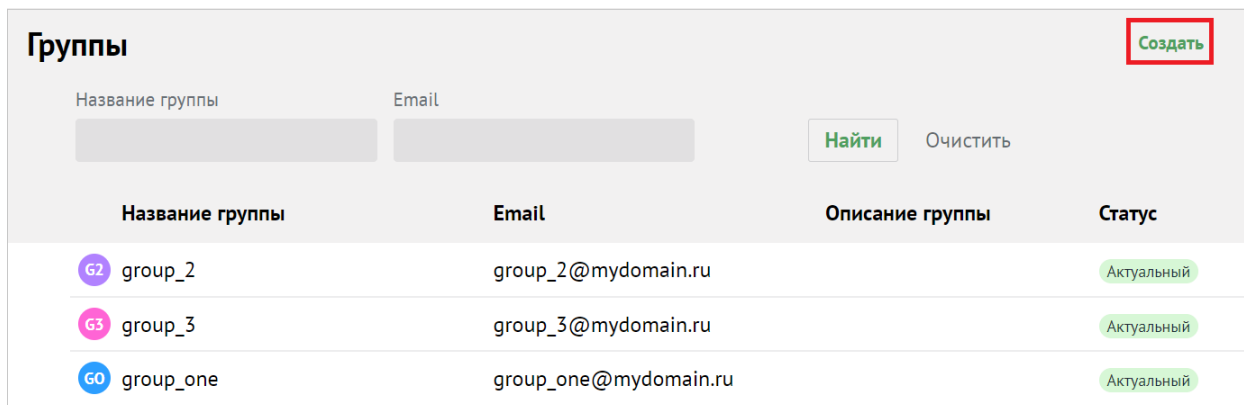 Группы Создать
Название группы Email
Найти Очистить
Название группы Email Описание группы Статус
G2 group_2 group_2@mydomain.ru Актуальный
G3 group_3 group_3@mydomain.ru Актуальный
GO group_one group_one@mydomain.ru Актуальный